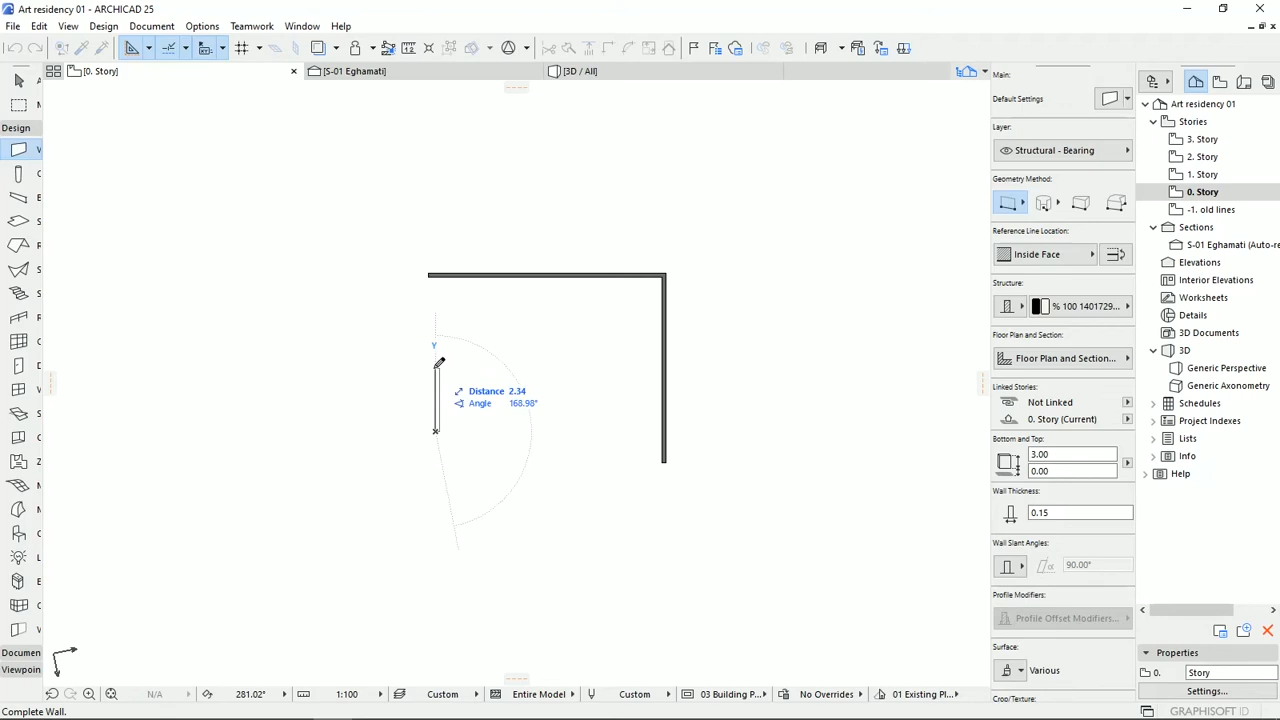 Art residency 01 - ARCHICAD 25
File Edit View Design Document Options Teamwork Window Help
[0. Story]
[S-01 Eghamati]
[3D / All]
Design
Documen
Viewpoin
Y
Distance 2.34
Angle 168.98°
Main:
Default Settings
Layer:
Structural - Bearing
Geometry Method:
Reference Line Location:
Inside Face
Structure:
% 100 1401729...
Floor Plan and Section:
Floor Plan and Section...
Linked Stories:
Not Linked
0. Story (Current)
Bottom and Top:
3.00
0.00
Wall Thickness:
0.15
Wall Slant Angles:
90.00°
Profile Modifiers:
Profile Offset Modifiers...
Surface:
Various
Crop/Texture:
Art residency 01
Stories
3. Story
2. Story
1. Story
0. Story
-1. old lines
Sections
S-01 Eghamati (Auto-re
Elevations
Interior Elevations
Worksheets
Details
3D Documents
3D
Generic Perspective
Generic Axonometry
Schedules
Project Indexes
Lists
Info
Help
Properties
0. Story
Settings...
N/A 281.02° 1:100 Custom Entire Model Custom 03 Building P... No Overrides 01 Existing Pl...
Complete Wall.
GRAPHISOFT ID